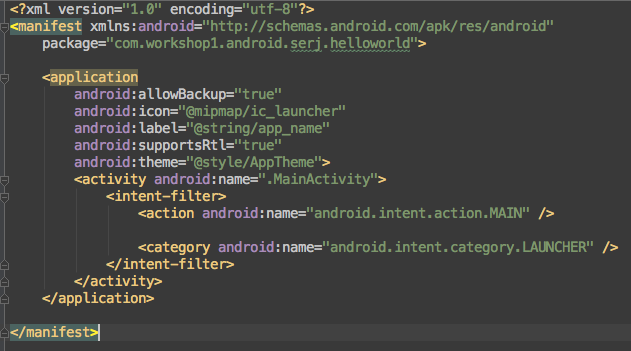 <?xml version="1.0" encoding="utf-8"?>
<manifest xmlns:android="http://schemas.android.com/apk/res/android"
    package="com.workshop1.android.serj.helloworld">

    <application
        android:allowBackup="true"
        android:icon="@mipmap/ic_launcher"
        android:label="@string/app_name"
        android:supportsRtl="true"
        android:theme="@style/AppTheme">
        <activity android:name=".MainActivity">
            <intent-filter>
                <action android:name="android.intent.action.MAIN" />

                <category android:name="android.intent.category.LAUNCHER" />
            </intent-filter>
        </activity>
    </application>

</manifest>